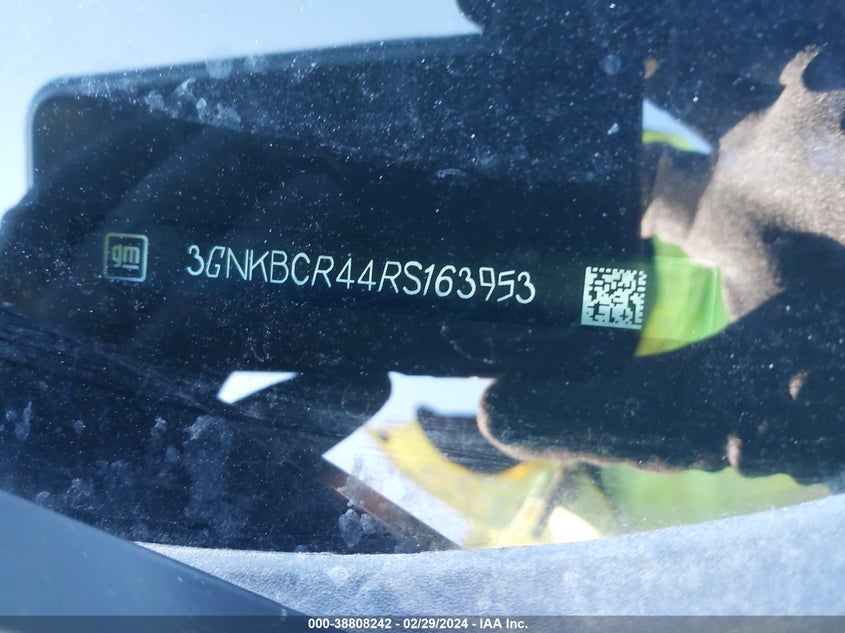 gm 3GNKBCR44RS163953
000-38808242 - 02/29/2024 - IAA Inc.